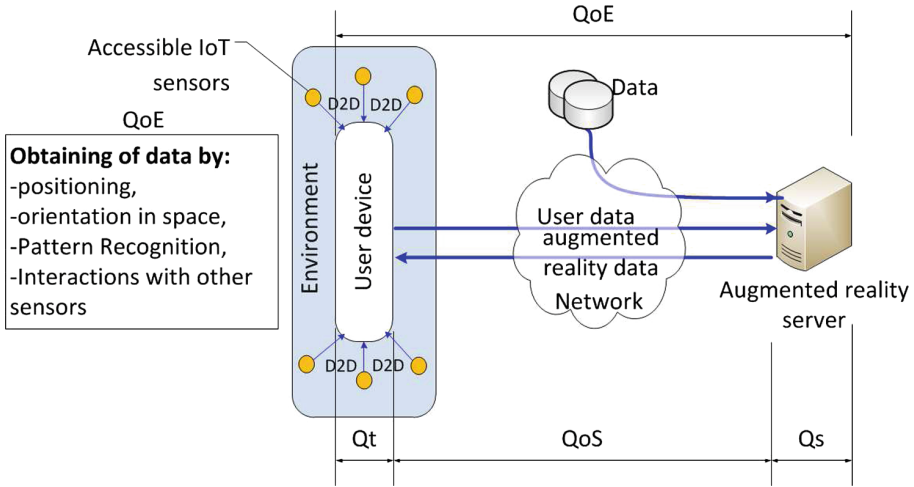 QoE
Accessible IoT
sensors
D2D D2D
Data
QoE
Obtaining of data by:
-positioning,
-orientation in space,
-Pattern Recognition,
-Interactions with other
sensors
Environment
User device
User data
augmented
reality data
Network
Augmented reality
server
D2D D2D
Qt
QoS
Qs